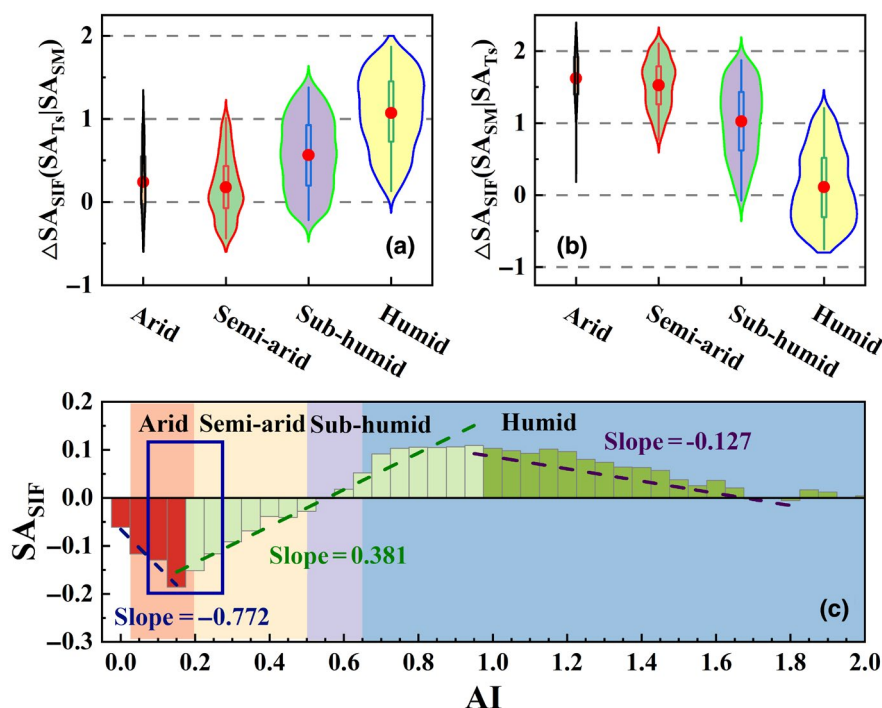 ΔSA_SIF(SA_Ts|SA_SM)
2
1
0
−1
(a)
Arid
Semi-arid
Sub-humid
Humid
ΔSA_SIF(SA_SM|SA_Ts)
2
1
0
−1
(b)
Arid
Semi-arid
Sub-humid
Humid
SA_SIF
0.2
0.1
0.0
−0.1
−0.2
−0.3
Arid Semi-arid Sub-humid Humid
Slope=-0.127
Slope=0.381
Slope=−0.772
(c)
0.0 0.2 0.4 0.6 0.8 1.0 1.2 1.4 1.6 1.8 2.0
AI